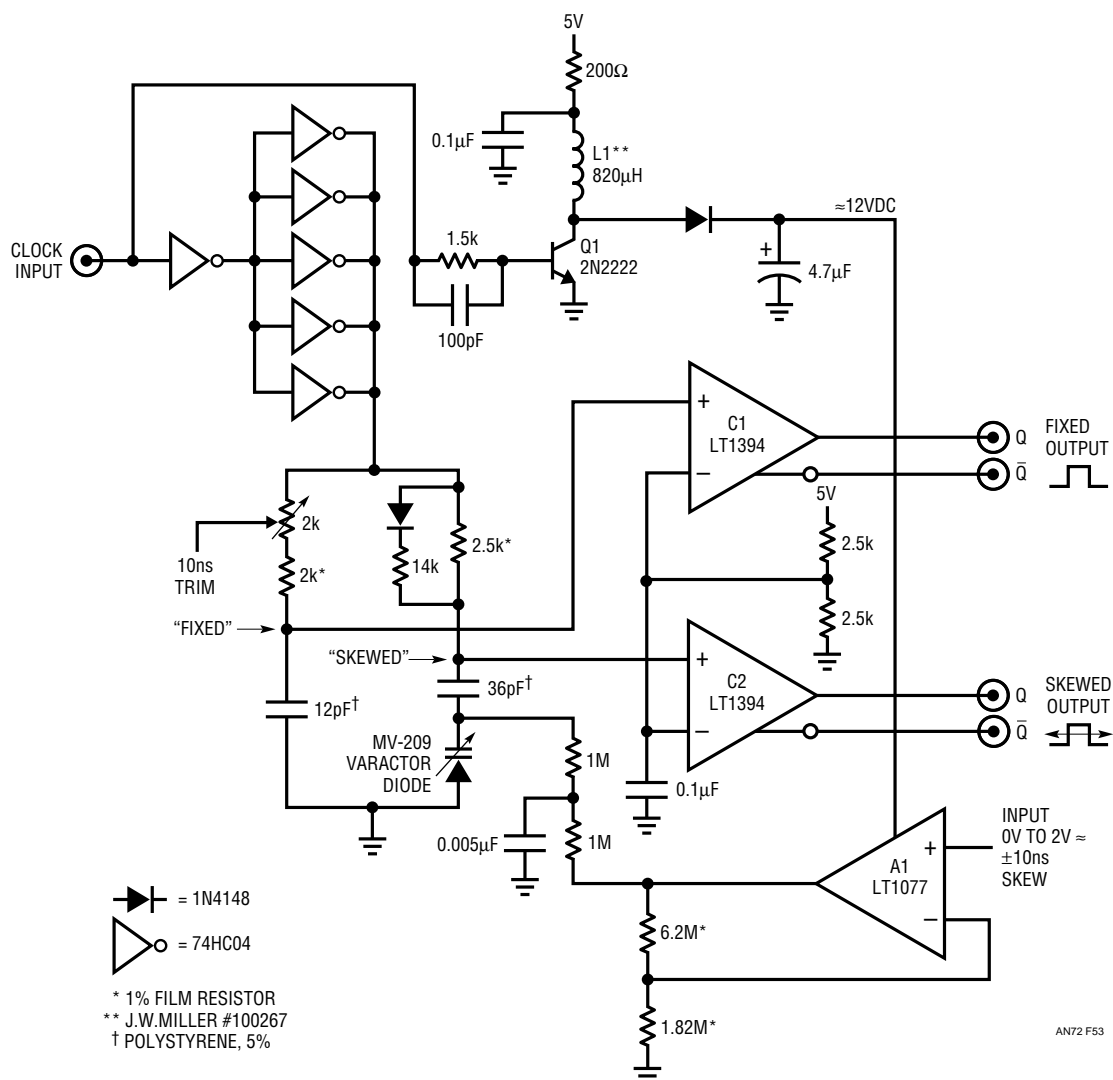 5V
200Ω
0.1µF
L1**
820µH
≈12VDC
CLOCK
INPUT
1.5k
Q1
2N2222
+
4.7µF
100pF
+
C1
LT1394
−
Q
Q̅
FIXED
OUTPUT
5V
2k
10ns
TRIM
2k*
14k
2.5k*
2.5k
2.5k
"FIXED"
"SKEWED"
+
C2
LT1394
−
Q
Q̅
SKEWED
OUTPUT
12pF†
36pF†
MV-209
VARACTOR
DIODE
1M
0.1µF
0.005µF
1M
INPUT
0V TO 2V ≈
±10ns
SKEW
+
A1
LT1077
−
= 1N4148
= 74HC04
6.2M*
1.82M*
* 1% FILM RESISTOR
** J.W.MILLER #100267
† POLYSTYRENE, 5%
AN72 F53